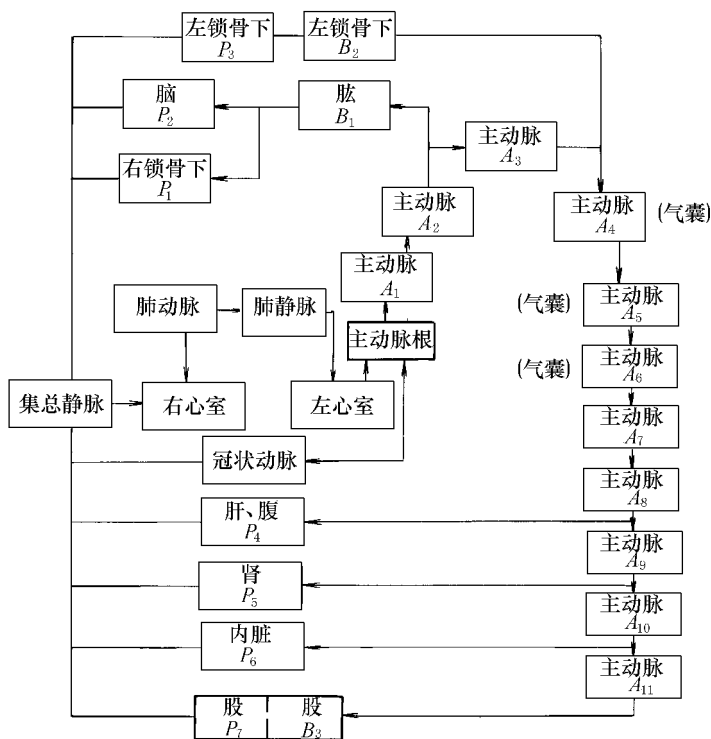 左锁骨下
P₃
左锁骨下
B₂
脑
P₂
肱
B₁
主动脉
A₃
右锁骨下
P₁
主动脉
A₂
主动脉
A₄
(气囊)
主动脉
A₁
肺动脉
肺静脉
(气囊)
主动脉
A₅
主动脉根
(气囊)
主动脉
A₆
集总静脉
右心室
左心室
主动脉
A₇
冠状动脉
主动脉
A₈
肝、腹
P₄
主动脉
A₉
肾
P₅
主动脉
A₁₀
内脏
P₆
主动脉
A₁₁
股
P₇
股
B₃